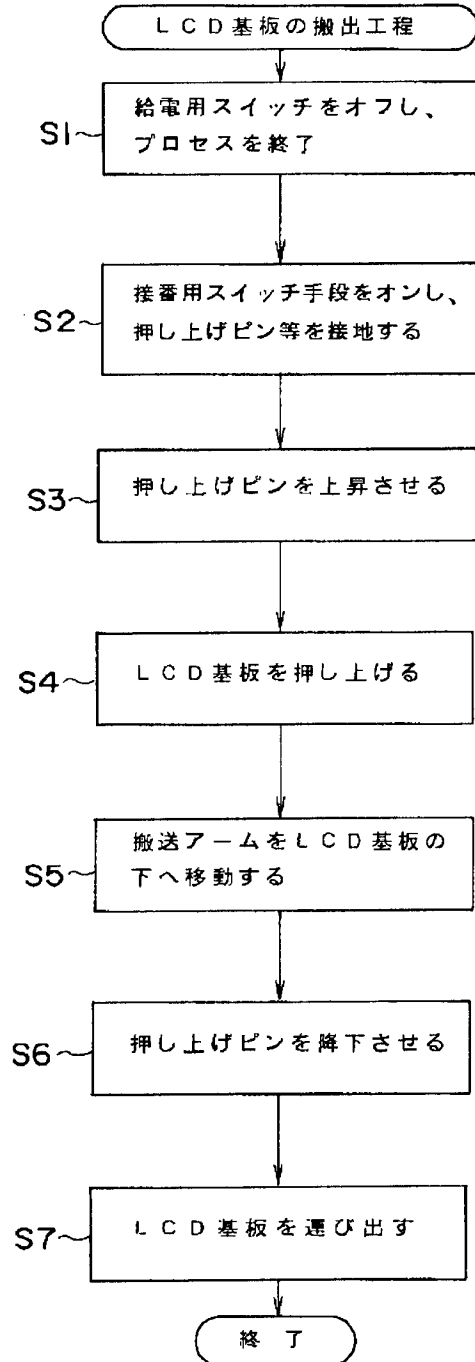 LCD基板の搬出工程
S1
給電用スイッチをオフし、
プロセスを終了
S2
接番用スイッチ手段をオンし、
押し上げピン等を接地する
S3
押し上げピンを上昇させる
S4
LCD基板を押し上げる
S5
搬送アームをLCD基板の
下へ移動する
S6
押し上げピンを降下させる
S7
LCD基板を運び出す
終了